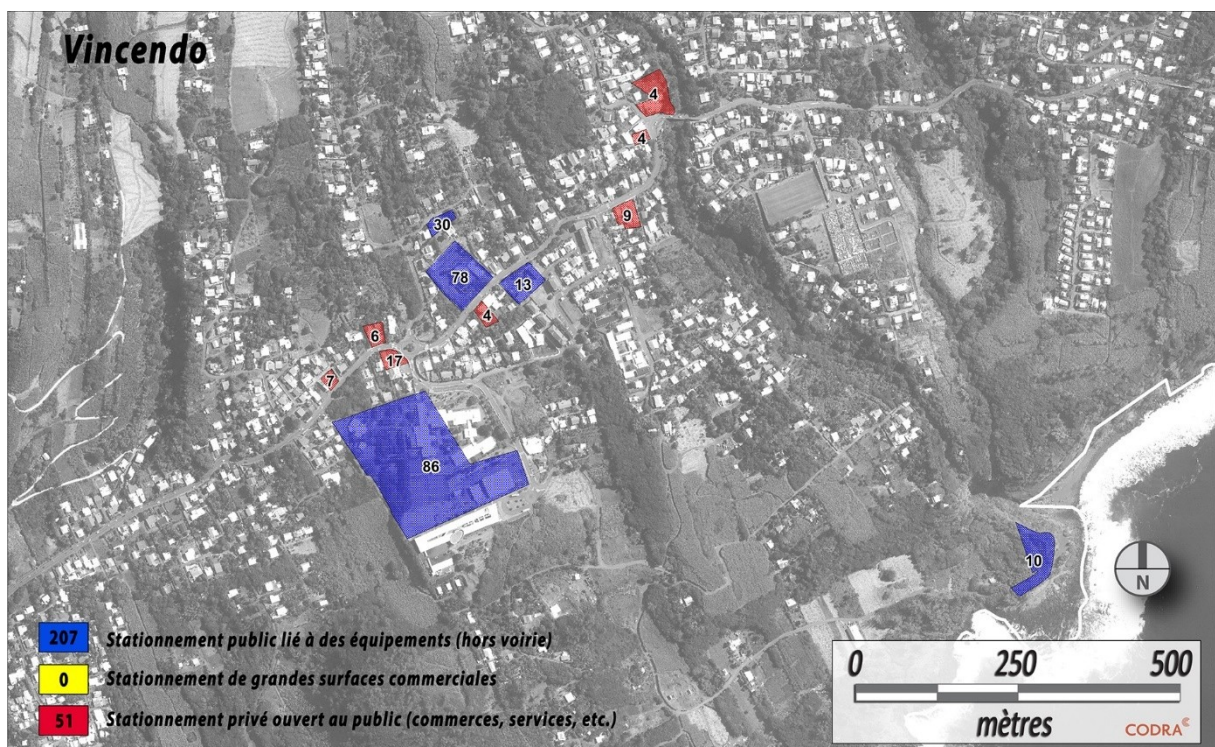 Vincendo
4
4
9
30
78
13
4
6
17
7
86
10
N
207 Stationnement public lié à des équipements (hors voirie)
0 Stationnement de grandes surfaces commerciales
51 Stationnement privé ouvert au public (commerces, services, etc.)
0 250 500
mètres
CODRA